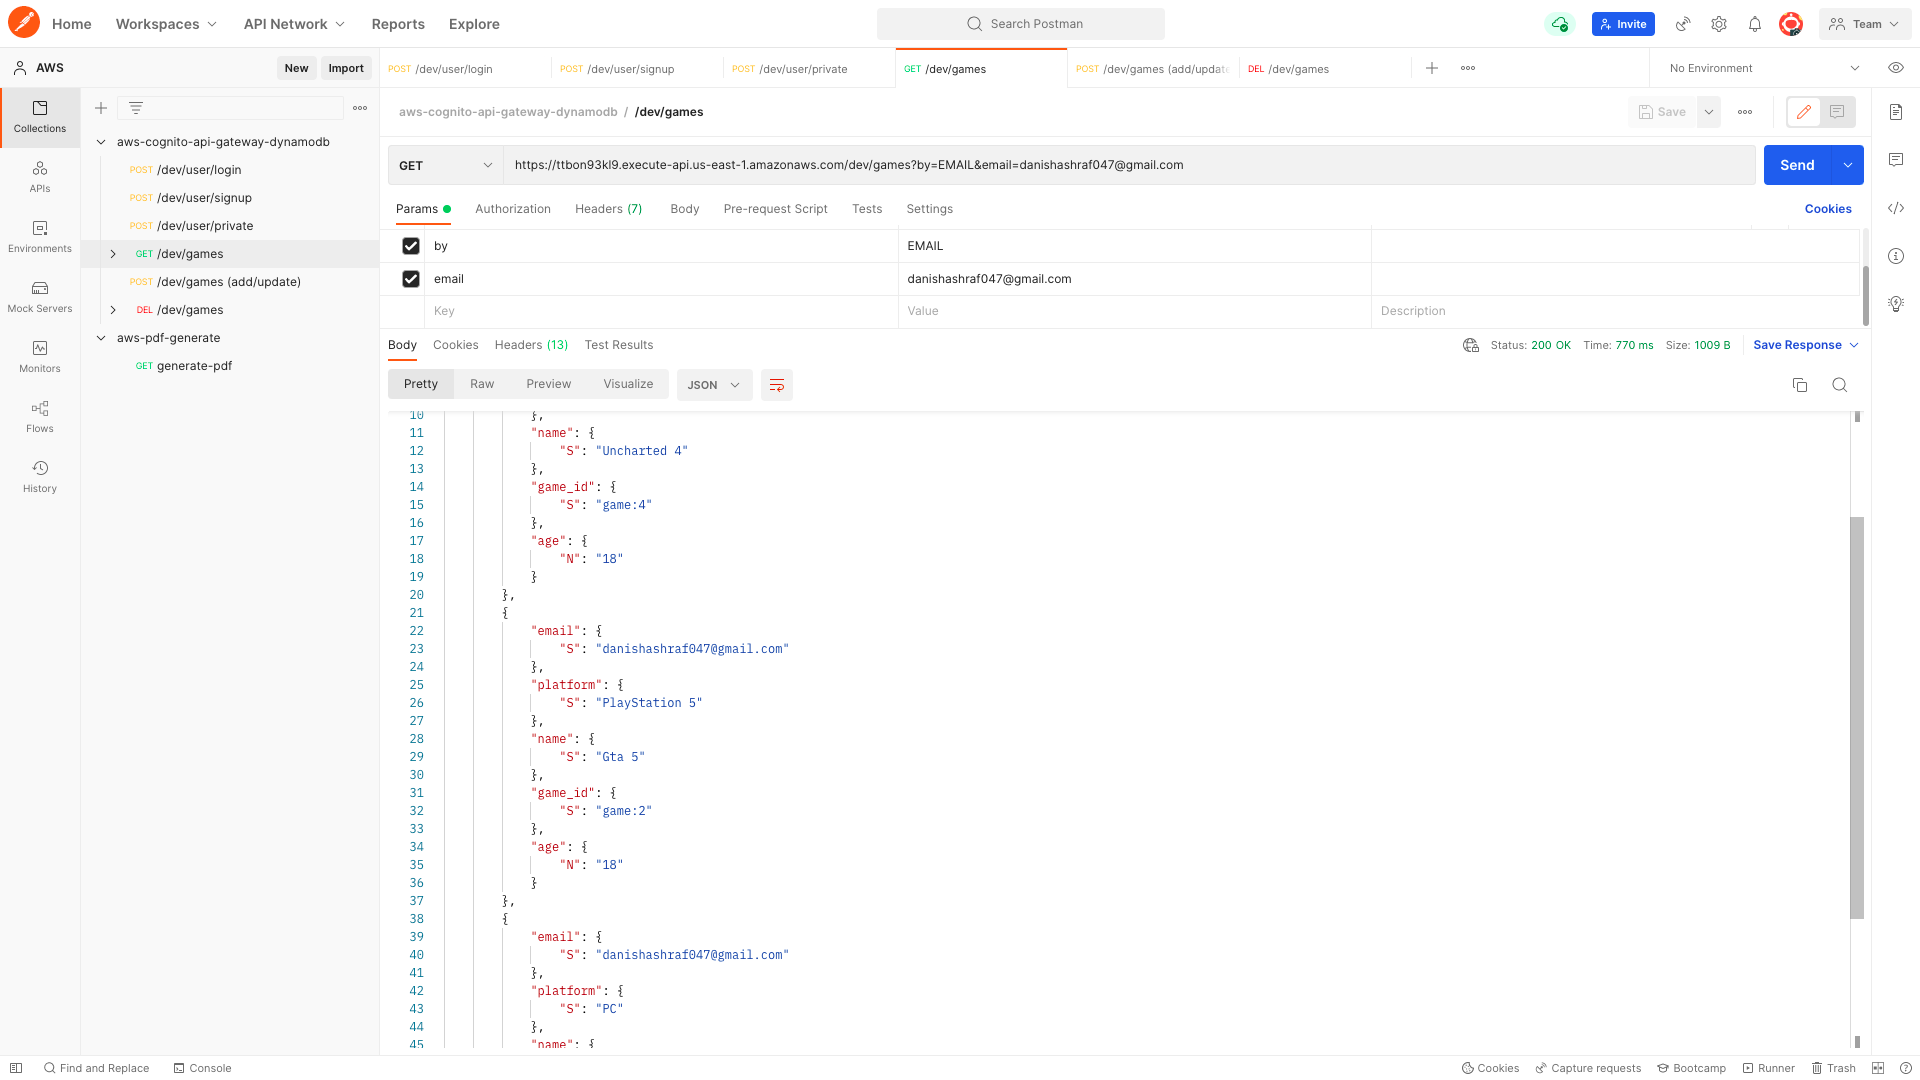 Home Workspaces API Network Reports Explore Search Postman Invite Team
AWS New Import POST /dev/user/login POST /dev/user/signup POST /dev/user/private GET /dev/games POST /dev/games (add/update DEL /dev/games No Environment
Collections
APIs
Environments
Mock Servers
Monitors
Flows
History
aws-cognito-api-gateway-dynamodb
POST /dev/user/login
POST /dev/user/signup
POST /dev/user/private
GET /dev/games
POST /dev/games (add/update)
DEL /dev/games
aws-pdf-generate
GET generate-pdf
aws-cognito-api-gateway-dynamodb / /dev/games Save
GET https://ttbon93kl9.execute-api.us-east-1.amazonaws.com/dev/games?by=EMAIL&email=danishashraf047@gmail.com Send
Params Authorization Headers (7) Body Pre-request Script Tests Settings Cookies
by EMAIL
email danishashraf047@gmail.com
Key Value Description
Body Cookies Headers (13) Test Results Status: 200 OK Time: 770 ms Size: 1009 B Save Response
Pretty Raw Preview Visualize JSON
10 },
11 "name": {
12 "S": "Uncharted 4"
13 },
14 "game_id": {
15 "S": "game:4"
16 },
17 "age": {
18 "N": "18"
19 }
20 },
21 {
22 "email": {
23 "S": "danishashraf047@gmail.com"
24 },
25 "platform": {
26 "S": "PlayStation 5"
27 },
28 "name": {
29 "S": "Gta 5"
30 },
31 "game_id": {
32 "S": "game:2"
33 },
34 "age": {
35 "N": "18"
36 }
37 },
38 {
39 "email": {
40 "S": "danishashraf047@gmail.com"
41 },
42 "platform": {
43 "S": "PC"
44 },
45 "name": {
Find and Replace Console Cookies Capture requests Bootcamp Runner Trash